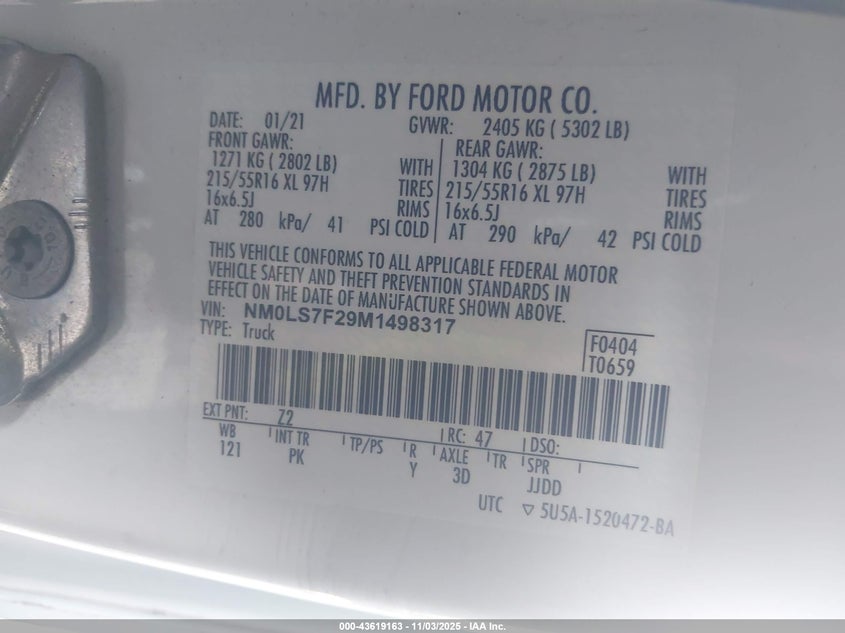 MFD. BY FORD MOTOR CO.
DATE: 01/21 GVWR: 2405 KG ( 5302 LB)
FRONT GAWR: REAR GAWR:
1271 KG ( 2802 LB) WITH 1304 KG ( 2875 LB) WITH
215/55R16 XL 97H TIRES 215/55R16 XL 97H TIRES
16x6.5J RIMS 16x6.5J RIMS
AT 280 kPa/ 41 PSI COLD AT 290 kPa/ 42 PSI COLD
THIS VEHICLE CONFORMS TO ALL APPLICABLE FEDERAL MOTOR
VEHICLE SAFETY AND THEFT PREVENTION STANDARDS IN
EFFECT ON THE DATE OF MANUFACTURE SHOWN ABOVE.
VIN: NM0LS7F29M1498317
TYPE: Truck
F0404
T0659
EXT PNT: Z2 RC: 47 DSO:
WB INT TR TP/PS R AXLE TR SPR
121 PK Y 3D JJDD
UTC ▽ 5U5A-1520472-BA
000-43619163 - 11/03/2025 - IAA Inc.